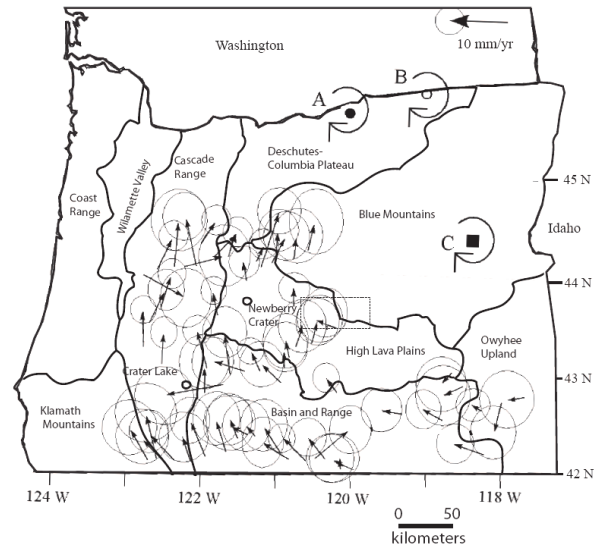 Washington
10 mm/yr
A
B
Deschutes-
Columbia Plateau
Cascade
Range
Wilamette Valley
Coast
Range
45 N
Blue Mountains
Idaho
C
44 N
Newberry
Crater
High Lava Plains
Owyhee
Upland
Crater Lake
43 N
Klamath
Mountains
Basin and Range
42 N
124 W
122 W
120 W
118 W
0 50
kilometers